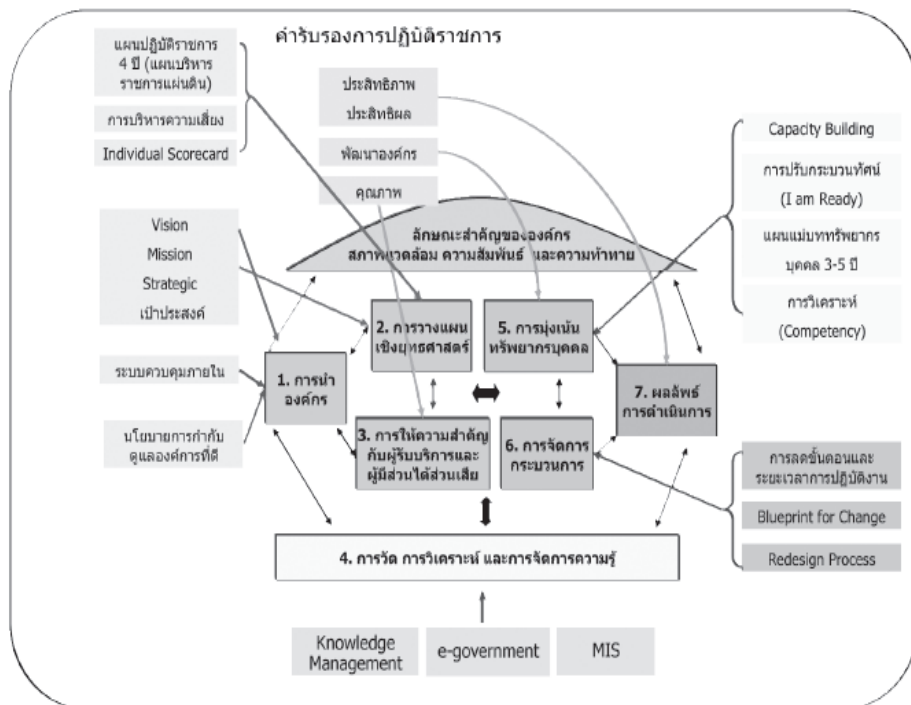 คำรับรองการปฏิบัติราชการ
แผนปฏิบัติราชการ
4 ปี (แผนบริหาร
ราชการแผ่นดิน)
การบริหารความเสี่ยง
Individual Scorecard
ประสิทธิภาพ
ประสิทธิผล
พัฒนาองค์กร
คุณภาพ
Capacity Building
การปรับกระบวนทัศน์
(I am Ready)
แผนแม่บททรัพยากร
บุคคล 3-5 ปี
การวิเคราะห์
(Competency)
Vision
Mission
Strategic
เป้าประสงค์
ระบบควบคุมภายใน
นโยบายการกำกับ
ดูแลองค์การที่ดี
ลักษณะสำคัญขององค์กร
สภาพแวดล้อม ความสัมพันธ์ และความท้าทาย
1. การนำ
องค์กร
2. การวางแผน
เชิงยุทธศาสตร์
5. การมุ่งเน้น
ทรัพยากรบุคคล
3. การให้ความสำคัญ
กับผู้รับบริการและ
ผู้มีส่วนได้ส่วนเสีย
6. การจัดการ
กระบวนการ
7. ผลลัพธ์
การดำเนินการ
การลดขั้นตอนและ
ระยะเวลาการปฏิบัติงาน
Blueprint for Change
Redesign Process
4. การวัด การวิเคราะห์ และการจัดการความรู้
Knowledge
Management
e-government
MIS